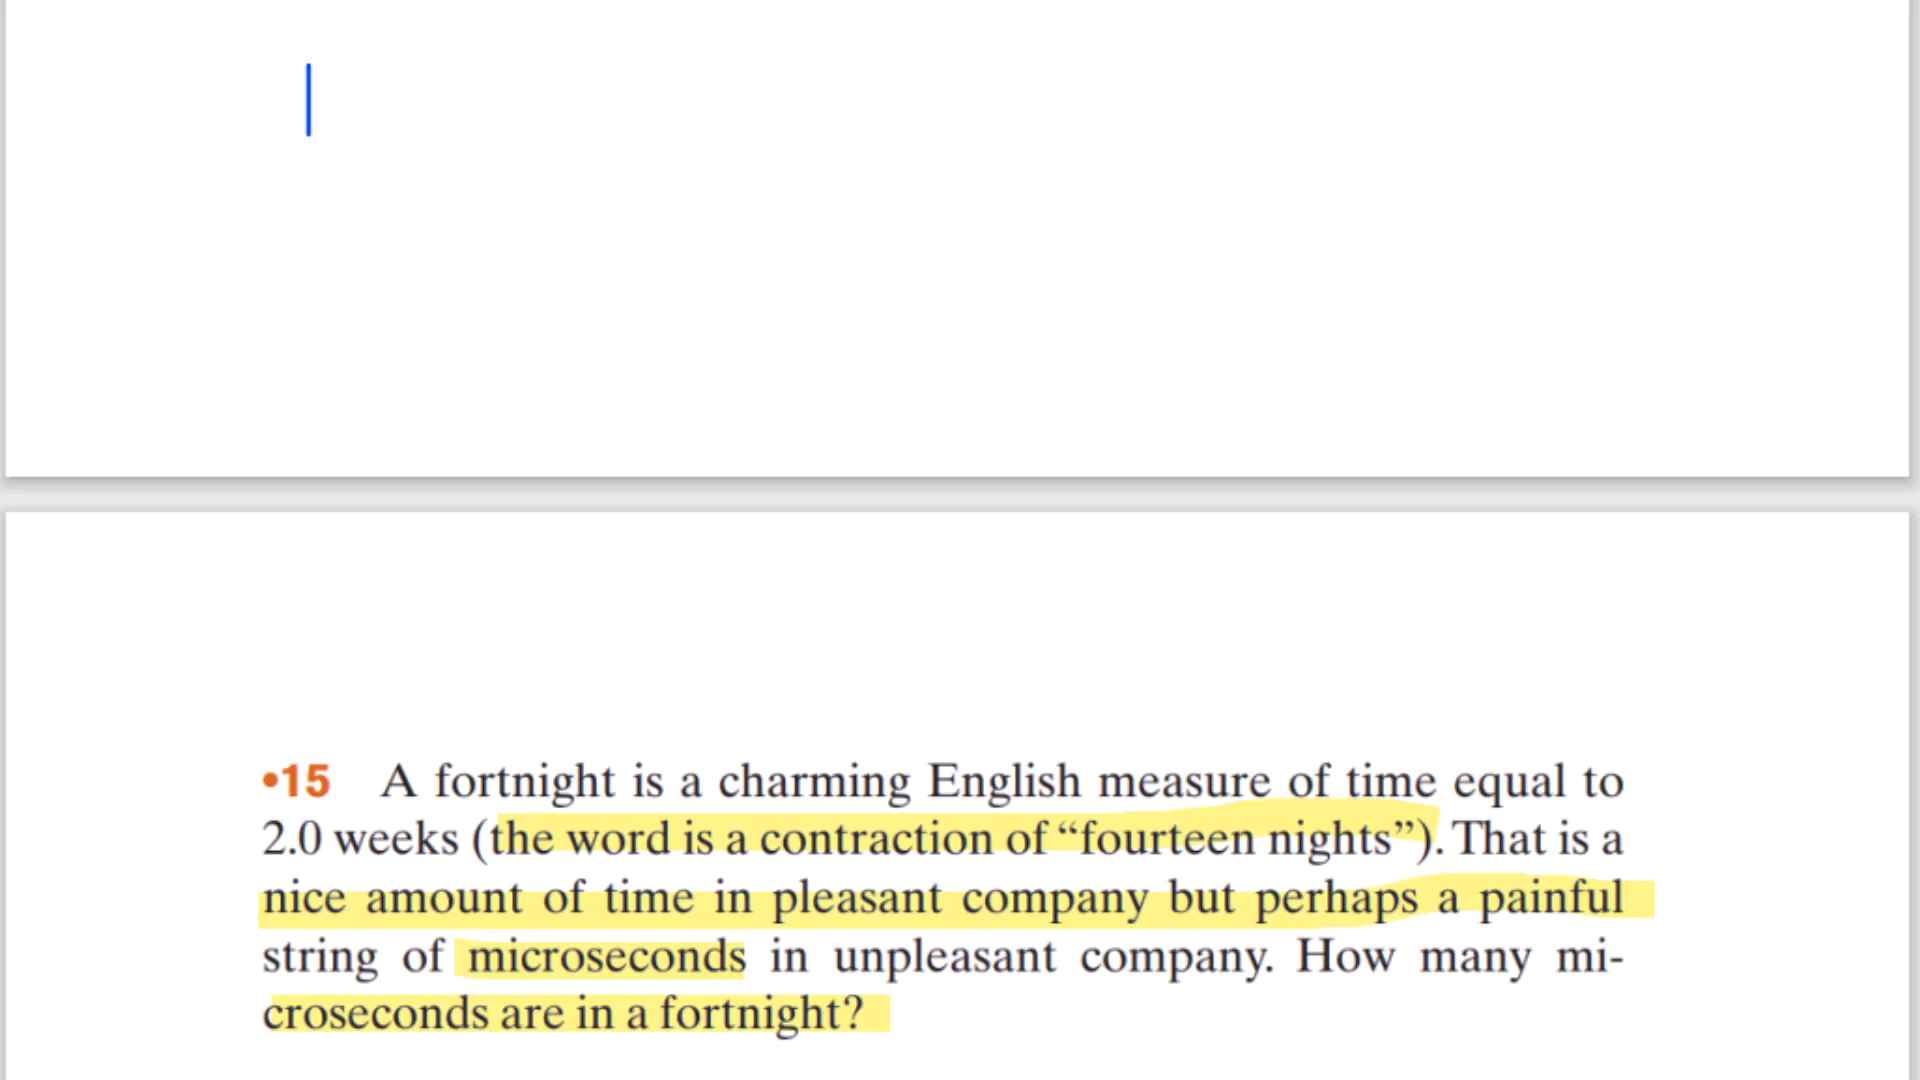 •15 A fortnight is a charming English measure of time equal to
2.0 weeks (the word is a contraction of “fourteen nights”). That is a
nice amount of time in pleasant company but perhaps a painful
string of microseconds in unpleasant company. How many mi-
croseconds are in a fortnight?